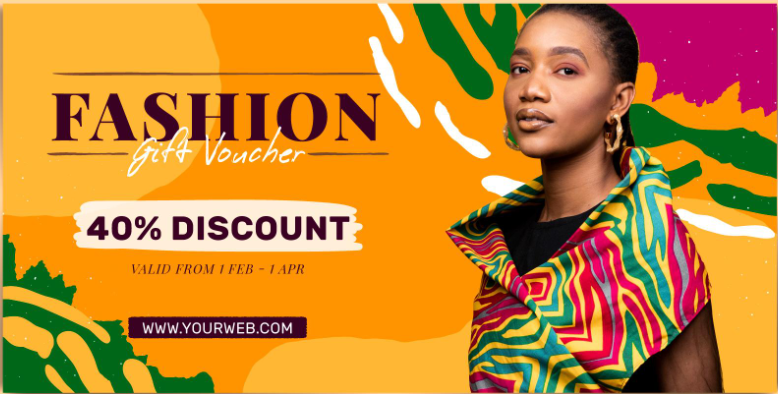 FASHION
Gift Voucher
40% DISCOUNT
VALID FROM 1 FEB - 1 APR
WWW.YOURWEB.COM